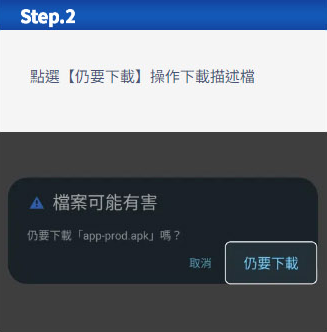 Step.2
點選【仍要下載】操作下載描述檔
檔案可能有害
仍要下載「app-prod.apk」嗎？
取消
仍要下載